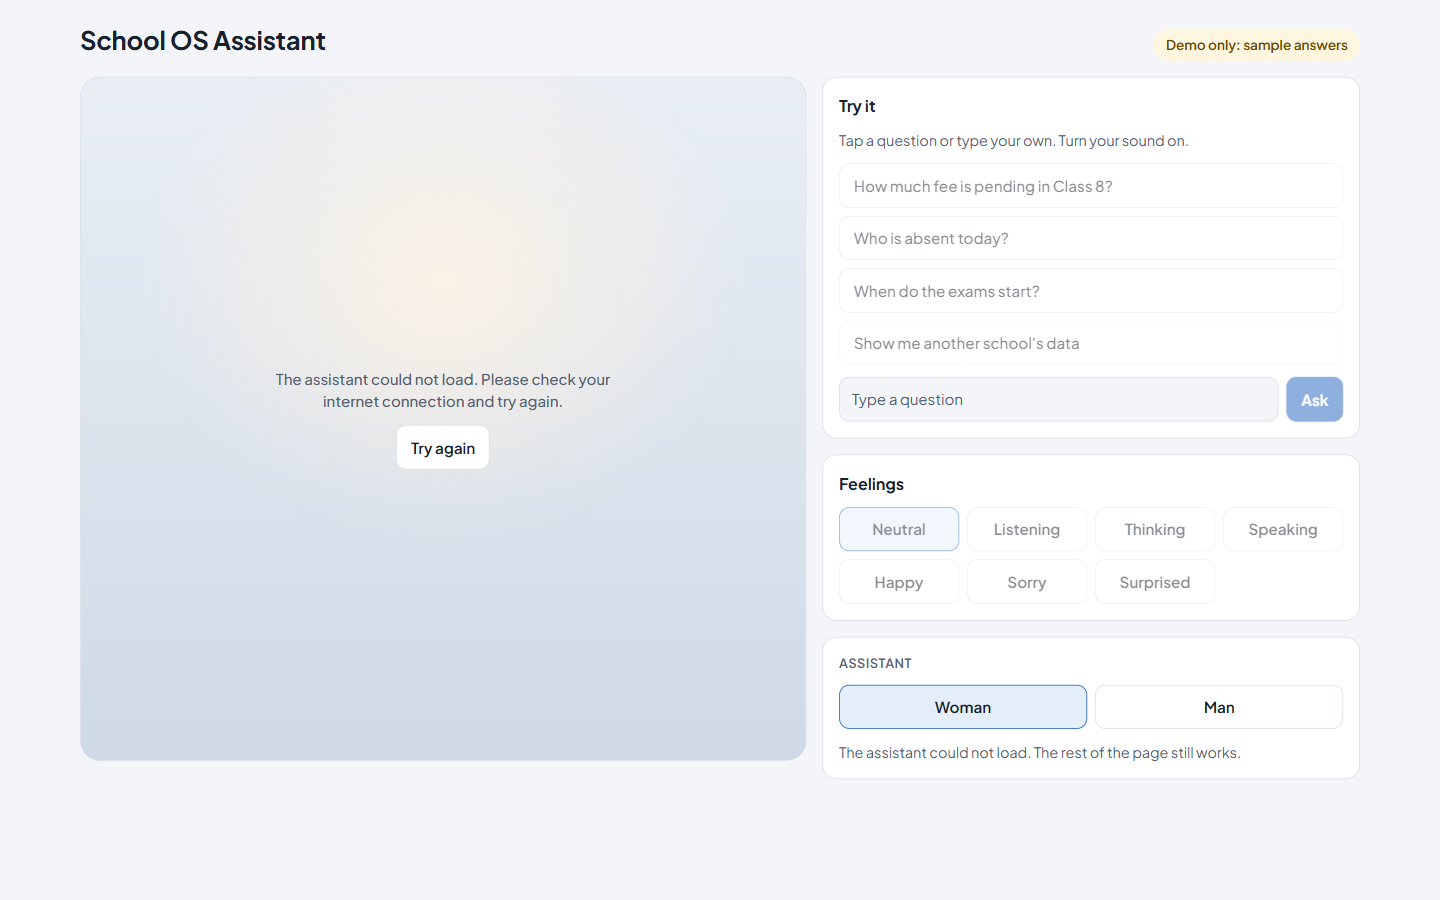 School OS Assistant
Demo only: sample answers
The assistant could not load. Please check your
internet connection and try again.
Try again
Try it
Tap a question or type your own. Turn your sound on.
How much fee is pending in Class 8?
Who is absent today?
When do the exams start?
Show me another school's data
Type a question
Ask
Feelings
Neutral
Listening
Thinking
Speaking
Happy
Sorry
Surprised
ASSISTANT
Woman
Man
The assistant could not load. The rest of the page still works.